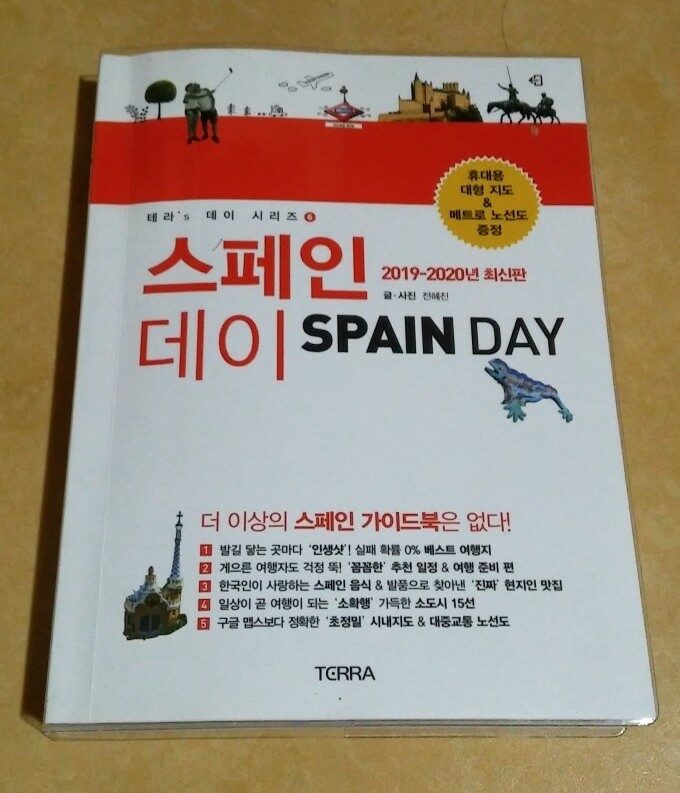 휴대용
대형 지도
&
메트로 노선도
증정
테라's 데이 시리즈 6
스페인
2019-2020년 최신판
글·사진 전혜진
데이 SPAIN DAY
더 이상의 스페인 가이드북은 없다!
1 발길 닿는 곳마다 '인생샷'! 실패 확률 0% 베스트 여행지
2 게으른 여행자도 걱정 뚝! '꼼꼼한' 추천 일정 & 여행 준비 편
3 한국인이 사랑하는 스페인 음식 & 발품으로 찾아낸 '진짜' 현지인 맛집
4 일상이 곧 여행이 되는 '소확행' 가득한 소도시 15선
5 구글 맵스보다 정확한 '초정밀' 시내지도 & 대중교통 노선도
TERRA